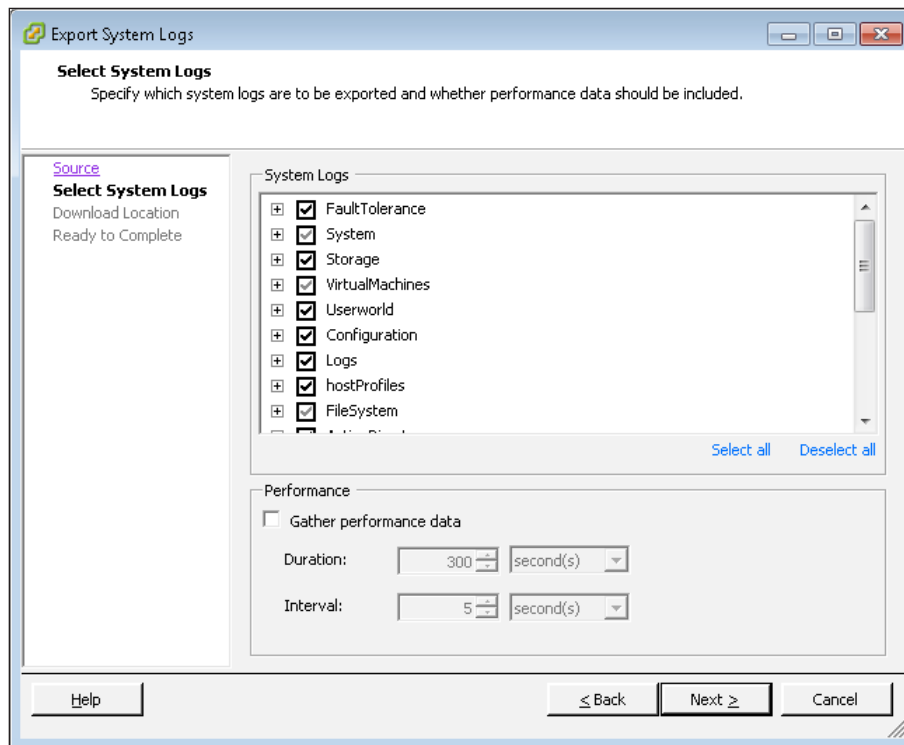 Export System Logs
Select System Logs
Specify which system logs are to be exported and whether performance data should be included.
Source
Select System Logs
Download Location
Ready to Complete
System Logs
FaultTolerance
System
Storage
VirtualMachines
Userworld
Configuration
Logs
hostProfiles
FileSystem
Select all Deselect all
Performance
Gather performance data
Duration: 300 second(s)
Interval: 5 second(s)
Help < Back Next > Cancel